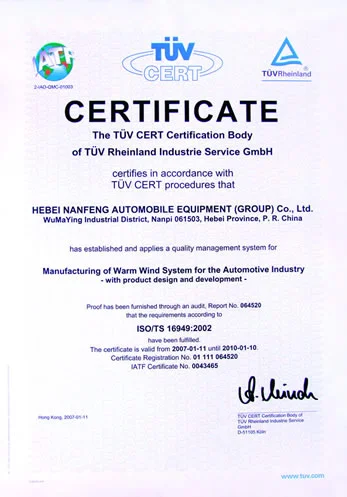 IATF
2-IAO-QMC-01003
TÜV
CERT
TÜVRheinland
CERTIFICATE
The TÜV CERT Certification Body
of TÜV Rheinland Industrie Service GmbH
certifies in accordance with
TÜV CERT procedures that
HEBEI NANFENG AUTOMOBILE EQUIPMENT (GROUP) Co., Ltd.
WuMaYing Industrial District, Nanpi 061503, Hebei Province, P. R. China
has established and applies a quality management system for
Manufacturing of Warm Wind System for the Automotive Industry
- with product design and development -
Proof has been furnished through an audit, Report No. 064520
that the requirements according to
ISO/TS 16949:2002
have been fulfilled.
The certificate is valid from 2007-01-11 until 2010-01-10.
Certificate Registration No. 01 111 064520
IATF Certificate No. 0043465
Hong Kong, 2007-01-11
TÜV CERT Certification Body of
TÜV Rheinland Industrie Service
GmbH
D-51105 Köln
www.tuv.com